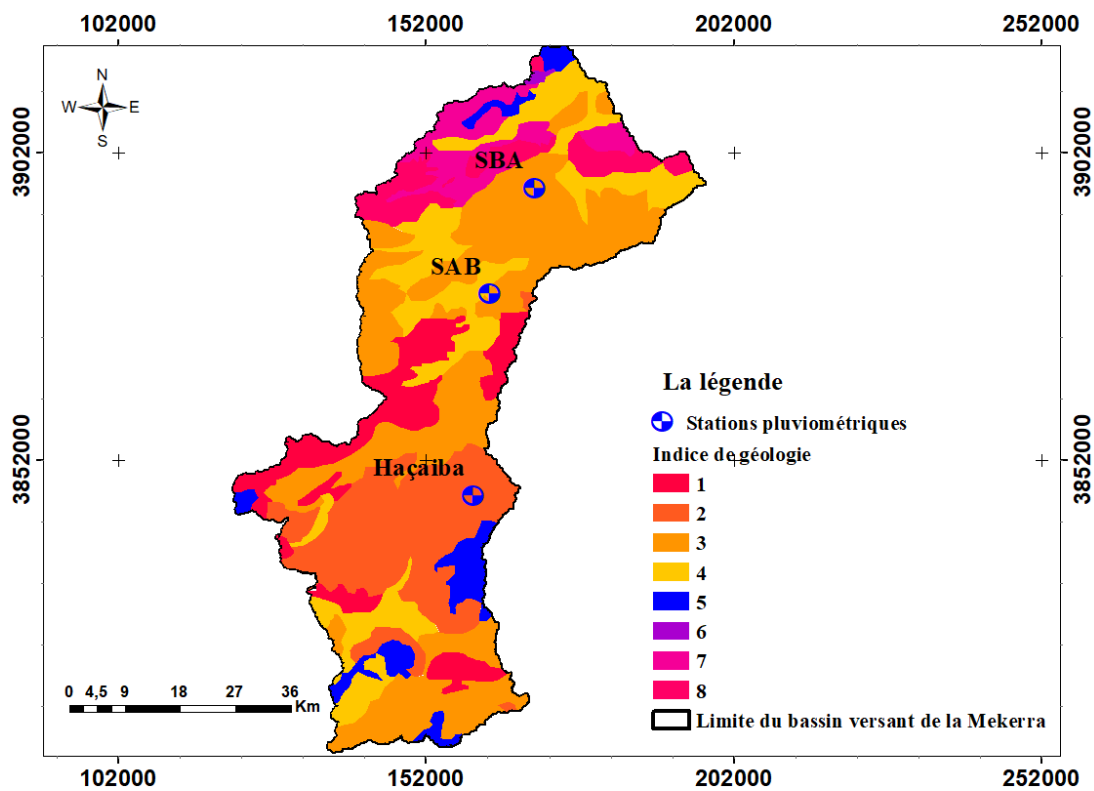 102000 152000 202000 252000
N
W E
S
3902000 3902000
SBA
SAB
La légende
Stations pluviométriques
Indice de géologie
3852000 3852000
Haçaiba
1
2
3
4
5
6
7
8
Limite du bassin versant de la Mekerra
0 4,5 9 18 27 36
Km
102000 152000 202000 252000